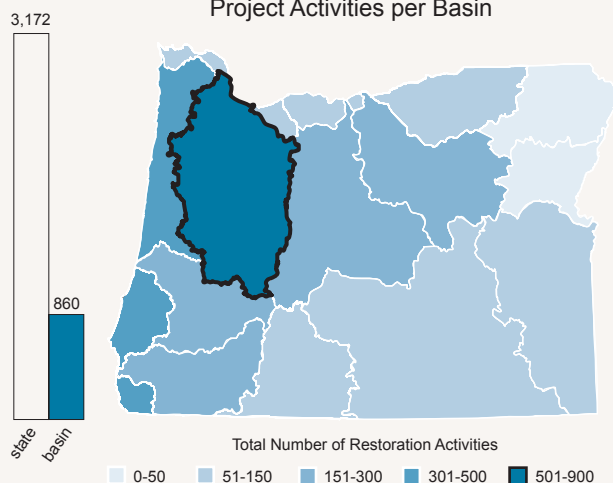 Project Activities per Basin
3,172
860
state
basin
Total Number of Restoration Activities
0-50
51-150
151-300
301-500
501-900